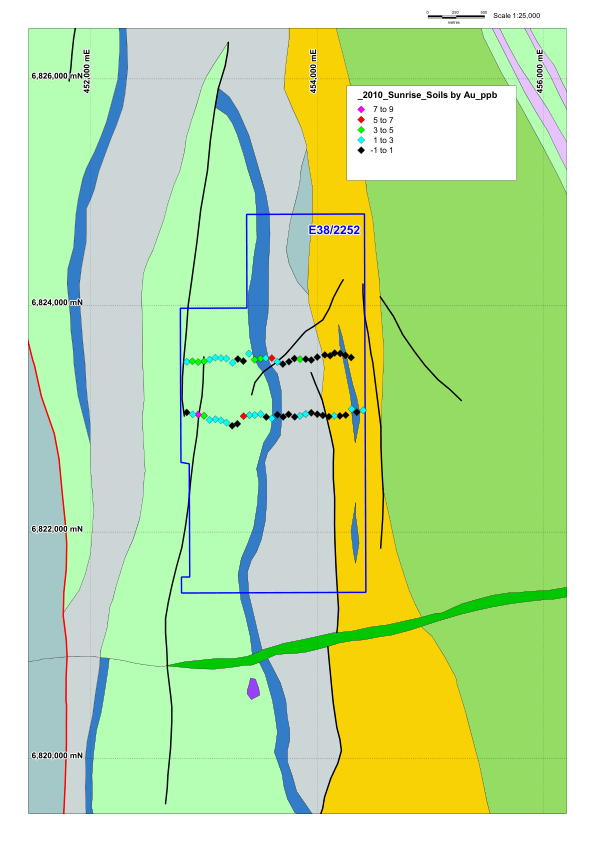 0 250 500
metres
Scale 1:25,000
6,826,000 mN
452,000 mE
454,000 mE
456,000 mE
_2010_Sunrise_Soils by Au_ppb
7 to 9
5 to 7
3 to 5
1 to 3
-1 to 1
E38/2252
6,824,000 mN
6,822,000 mN
6,820,000 mN